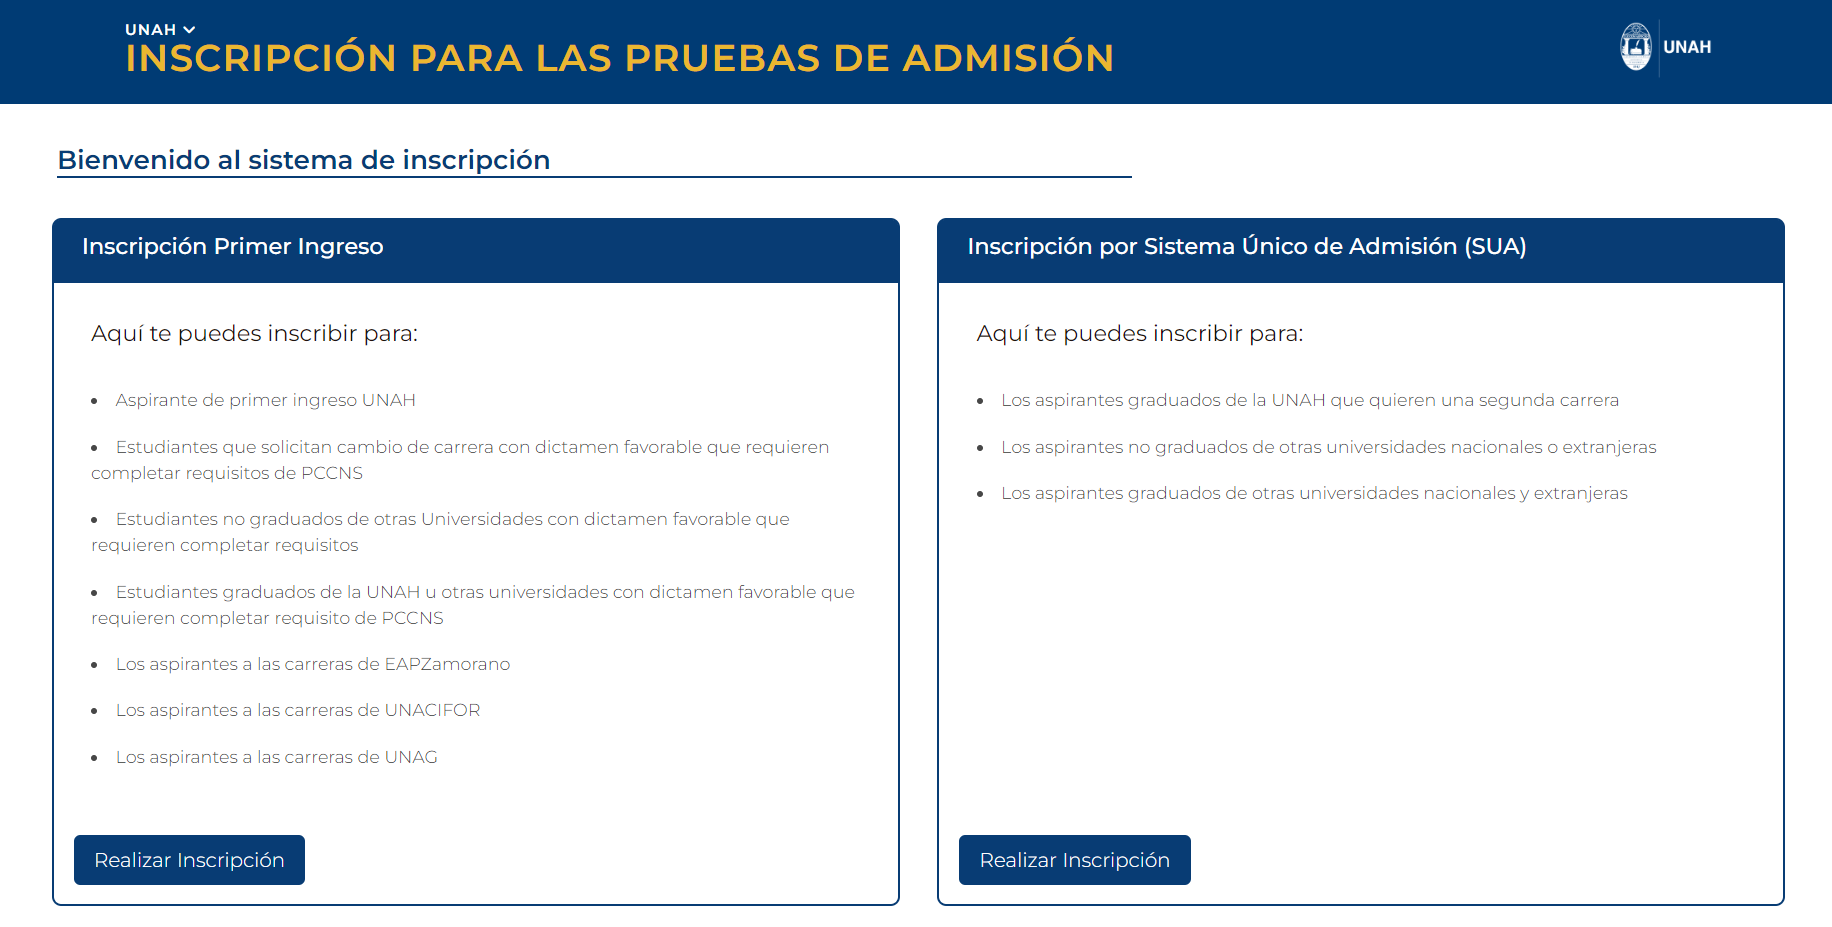 UNAH
INSCRIPCIÓN PARA LAS PRUEBAS DE ADMISIÓN
UNAH
Bienvenido al sistema de inscripción
Inscripción Primer Ingreso
Aquí te puedes inscribir para:
• Aspirante de primer ingreso UNAH
• Estudiantes que solicitan cambio de carrera con dictamen favorable que requieren
completar requisitos de PCCNS
• Estudiantes no graduados de otras Universidades con dictamen favorable que
requieren completar requisitos
• Estudiantes graduados de la UNAH u otras universidades con dictamen favorable que
requieren completar requisito de PCCNS
• Los aspirantes a las carreras de EAPZamorano
• Los aspirantes a las carreras de UNACIFOR
• Los aspirantes a las carreras de UNAG
Realizar Inscripción
Inscripción por Sistema Único de Admisión (SUA)
Aquí te puedes inscribir para:
• Los aspirantes graduados de la UNAH que quieren una segunda carrera
• Los aspirantes no graduados de otras universidades nacionales o extranjeras
• Los aspirantes graduados de otras universidades nacionales y extranjeras
Realizar Inscripción